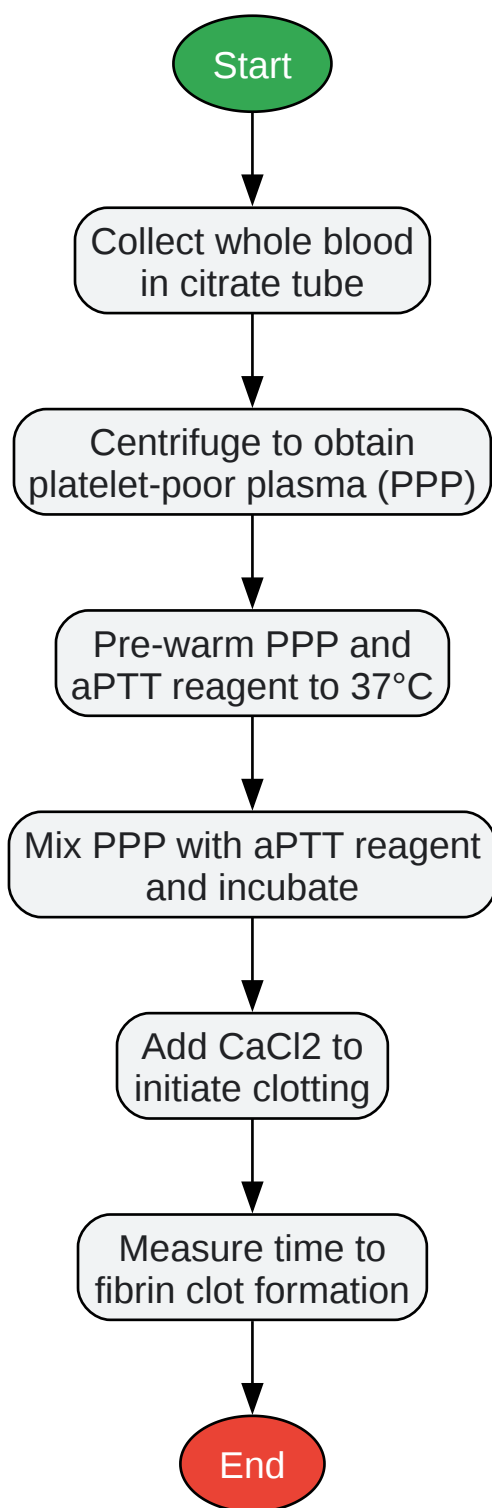 Start
Collect whole blood
in citrate tube
Centrifuge to obtain
platelet-poor plasma (PPP)
Pre-warm PPP and
aPTT reagent to 37°C
Mix PPP with aPTT reagent
and incubate
Add CaCl2 to
initiate clotting
Measure time to
fibrin clot formation
End